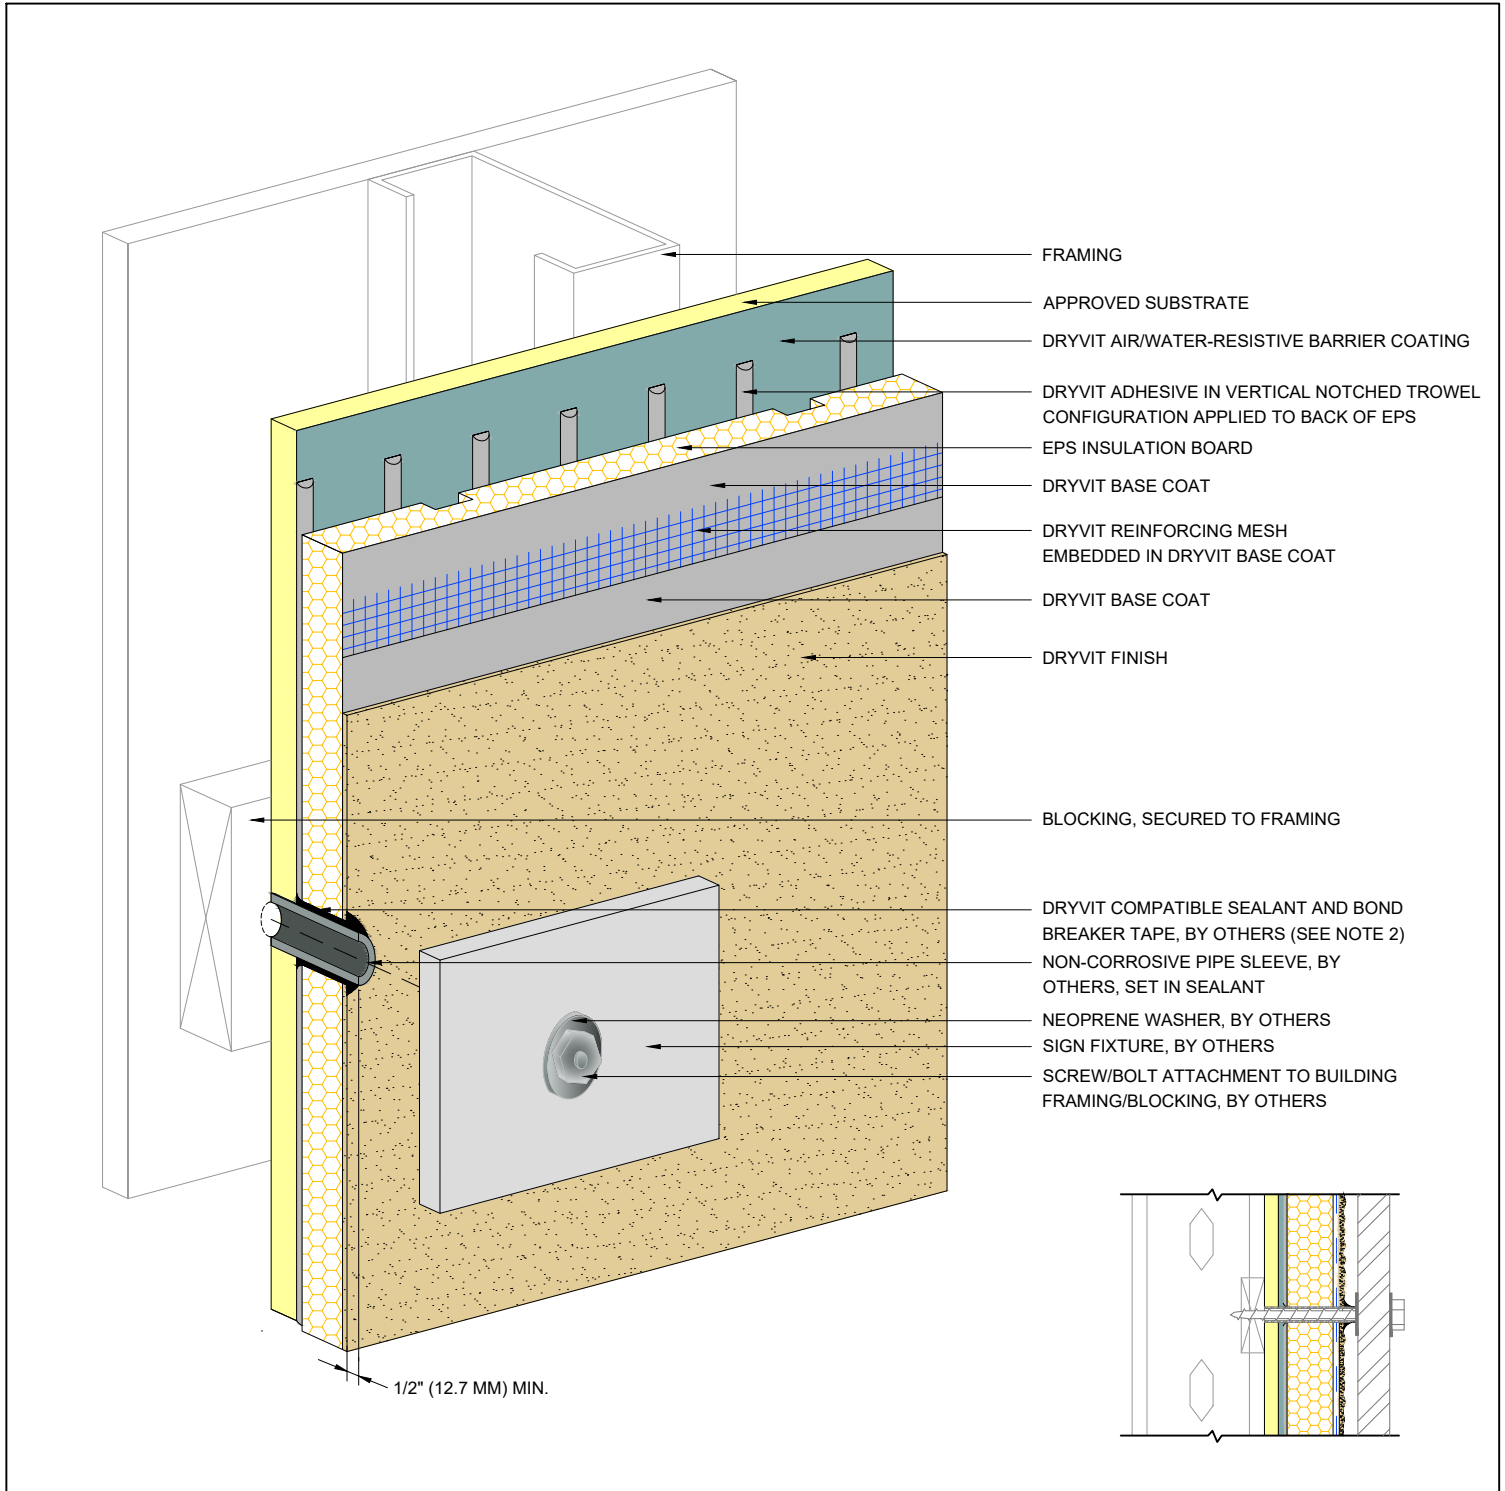 FRAMING
APPROVED SUBSTRATE
DRYVIT AIR/WATER-RESISTIVE BARRIER COATING
DRYVIT ADHESIVE IN VERTICAL NOTCHED TROWEL
CONFIGURATION APPLIED TO BACK OF EPS
EPS INSULATION BOARD
DRYVIT BASE COAT
DRYVIT REINFORCING MESH
EMBEDDED IN DRYVIT BASE COAT
DRYVIT BASE COAT
DRYVIT FINISH
BLOCKING, SECURED TO FRAMING
DRYVIT COMPATIBLE SEALANT AND BOND
BREAKER TAPE, BY OTHERS (SEE NOTE 2)
NON-CORROSIVE PIPE SLEEVE, BY
OTHERS, SET IN SEALANT
NEOPRENE WASHER, BY OTHERS
SIGN FIXTURE, BY OTHERS
SCREW/BOLT ATTACHMENT TO BUILDING
FRAMING/BLOCKING, BY OTHERS
1/2" (12.7 MM) MIN.